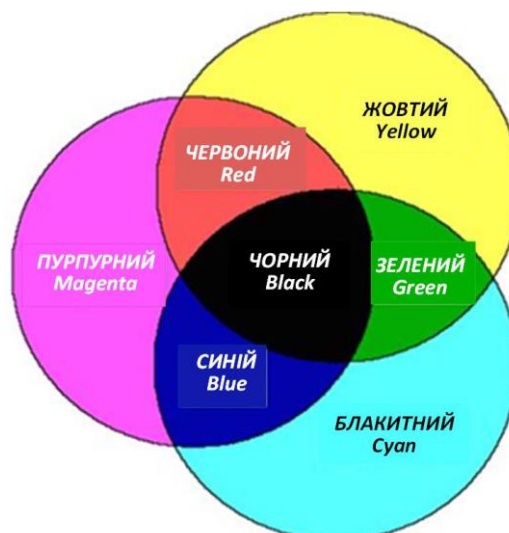 ЖОВТИЙ
Yellow
ЧЕРВОНИЙ
Red
ПУРПУРНИЙ
Magenta
ЧОРНИЙ
Black
ЗЕЛЕНИЙ
Green
СИНІЙ
Blue
БЛАКИТНИЙ
Cyan